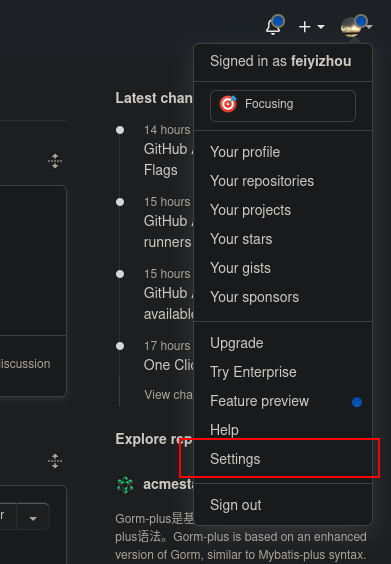 Signed in as feiyizhou
Focusing
Your profile
Your repositories
Your projects
Your stars
Your gists
Your sponsors
Upgrade
Try Enterprise
Feature preview
Help
Settings
Sign out
Latest chan
14 hours
GitHub
Flags
15 hours
GitHub
runners
15 hours
GitHub
available
17 hours
One Clic
View cha
Explore rep
acmesta
Gorm-plus是基
plus语法。Gorm-plus is based on an enhanced
version of Gorm, similar to Mybatis-plus syntax.
iscussion
r